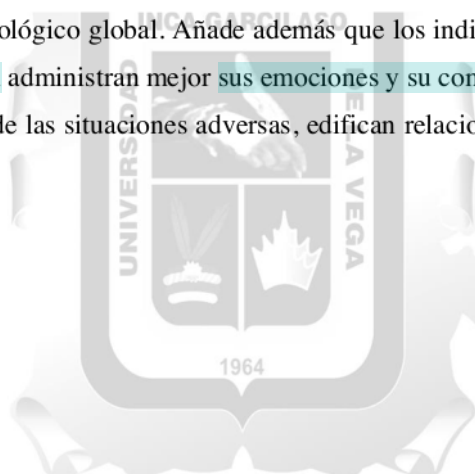 INCA GARCILASO
ológico global. Añade además que los indi
administran mejor sus emociones y su con
de las situaciones adversas, edifican relacio
UNIVERSIDAD
DE LA VEGA
1964